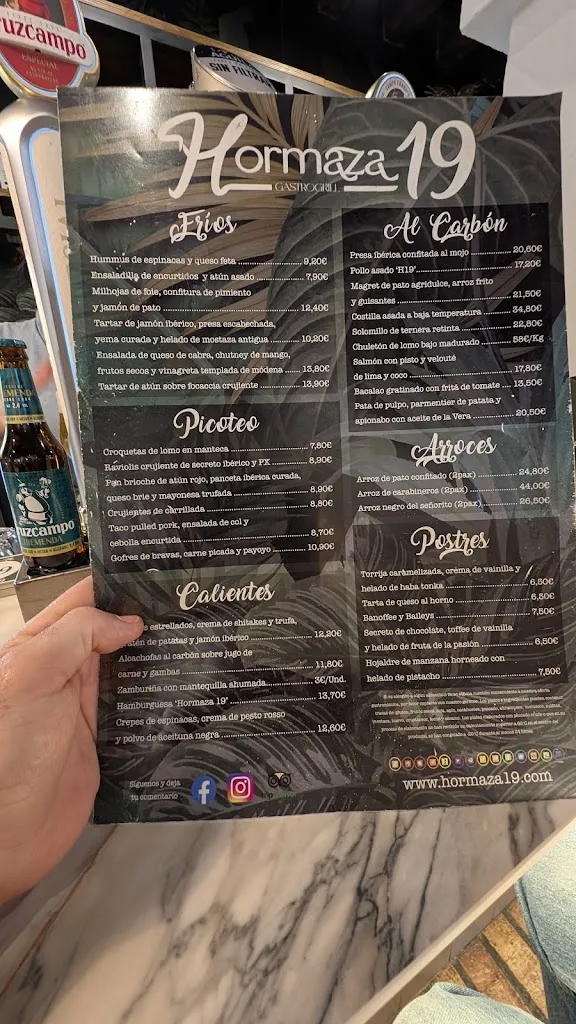 ruzcampo
ESPECIAL
SIN FILTRAR
Hormaza 19
GASTROGRILL
Fríos
Hummus de espinacas y queso feta 9,20€
Ensaladilla de encurtidos y atún asado 7,90€
Milhojas de foie, confitura de pimiento
y jamón de pato 12,40€
Tartar de jamón ibérico, presa escabechada,
yema curada y helado de mostaza antigua 10,20€
Ensalada de queso de cabra, chutney de mango,
frutos secos y vinagreta templada de módena 13,80€
Tartar de atún sobre focaccia crujiente 13,90€
Picoteo
Croquetas de lomo en manteca 7,80€
Raviolis crujiente de secreto ibérico y PX 8,90€
Pan brioche de atún rojo, panceta ibérica curada,
queso brie y mayonesa trufada 8,90€
Crujientes de carrillada 8,80€
Taco pulled pork, ensalada de col y
cebolla encurtida 8,70€
Gofres de bravas, carne picada y payoyo 10,90€
Calientes
estrellados, crema de shitakes y trufa,
de patatas y jamón ibérico 12,20€
Alcachofas al carbón sobre jugo de
carne y gambas 11,80€
Zamburiña con mantequilla ahumada 3€/Und.
Hamburguesa 'Hormaza 19' 13,70€
Crepes de espinacas, crema de pesto rosso
y polvo de aceituna negra 12,60€
Al Carbón
Presa ibérica confitada al mojo 20,60€
Pollo asado 'H19' 17,20€
Magret de pato agridulce, arroz frito
y guisantes 21,50€
Costilla asada a baja temperatura 34,80€
Solomillo de ternera retinta 22,80€
Chuletón de lomo bajo madurado 58€/Kg
Salmón con pisto y velouté
de lima y coco 17,80€
Bacalao gratinado con fritá de tomate 13,50€
Pata de pulpo, parmentier de patata y
apionabo con aceite de la Vera 20,50€
Arroces
Arroz de pato confitado (2pax) 24,80€
Arroz de carabineros (2pax) 44,00€
Arroz negro del señorito (2pax) 26,50€
Postres
Torrija caramelizada, crema de vainilla y
helado de haba tonka 6,50€
Tarta de queso al horno 6,50€
Banoffee y Baileys 7,50€
Secreto de chocolate, toffee de vainilla
y helado de fruta de la pasión 6,50€
Hojaldre de manzana horneado con
helado de pistacho 7,50€
Síguenos y deja
tu comentario
www.hormaza19.com
ruzcampo